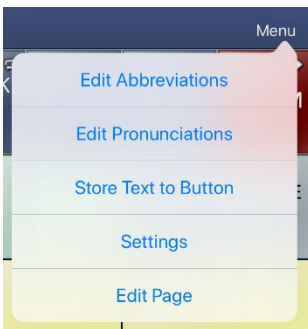 Menu
Edit Abbreviations
Edit Pronunciations
Store Text to Button
Settings
Edit Page